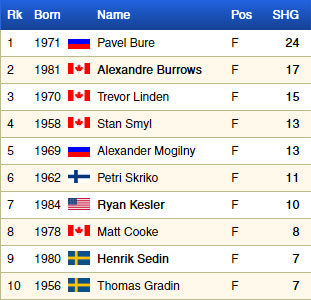 Rk Born Name Pos SHG
1 1971 Pavel Bure F 24
2 1981 Alexandre Burrows F 17
3 1970 Trevor Linden F 15
4 1958 Stan Smyl F 13
5 1969 Alexander Mogilny F 13
6 1962 Petri Skriko F 11
7 1984 Ryan Kesler F 10
8 1978 Matt Cooke F 8
9 1980 Henrik Sedin F 7
10 1956 Thomas Gradin F 7